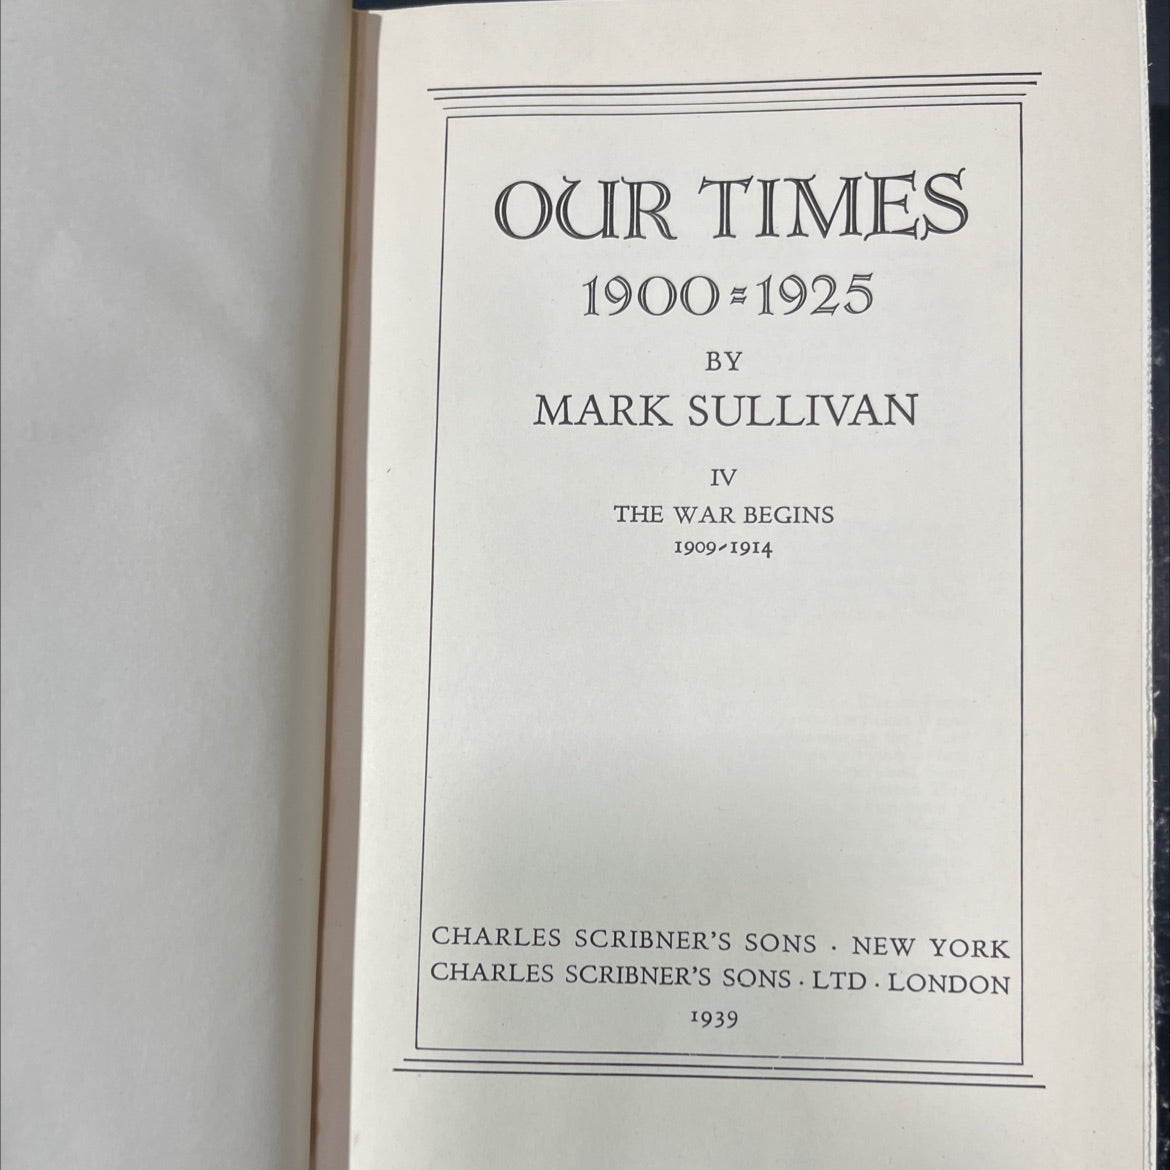 OUR TIMES
1900=1925
BY
MARK SULLIVAN
IV
THE WAR BEGINS
1909-1914
CHARLES SCRIBNER'S SONS · NEW YORK
CHARLES SCRIBNER'S SONS · LTD · LONDON
1939